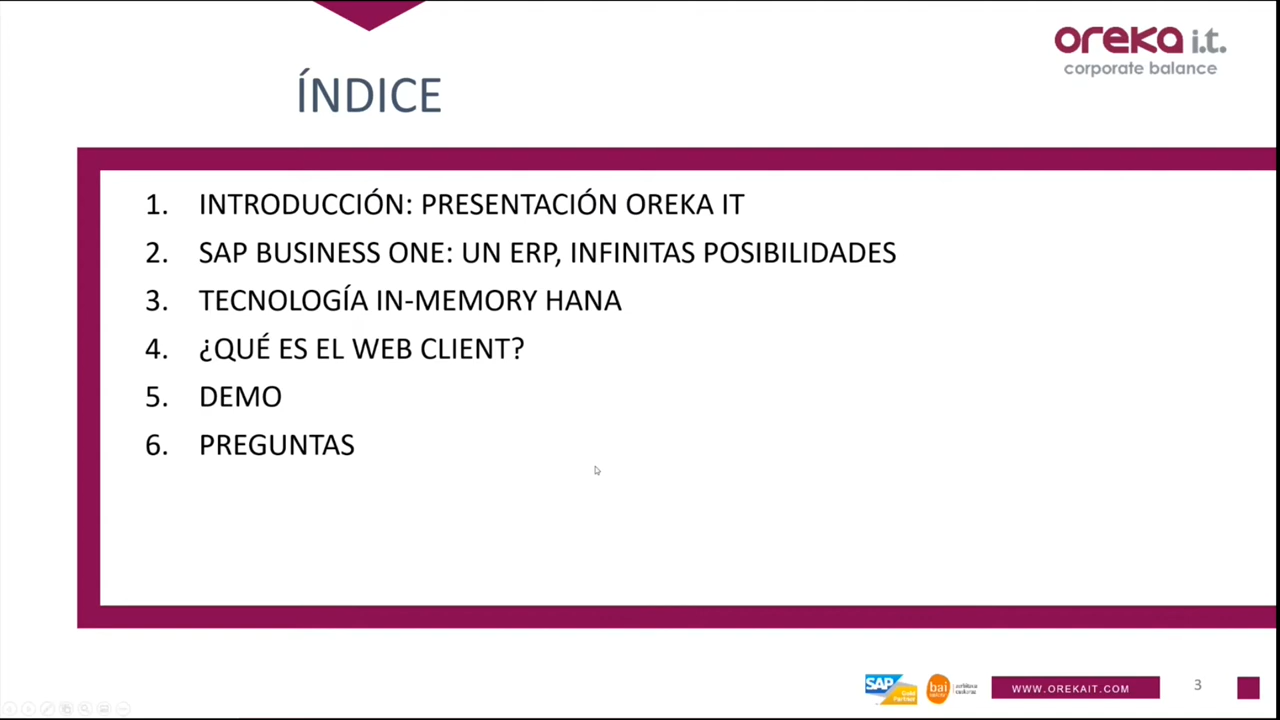 oreka i.t.
corporate balance
ÍNDICE
1. INTRODUCCIÓN: PRESENTACIÓN OREKA IT
2. SAP BUSINESS ONE: UN ERP, INFINITAS POSIBILIDADES
3. TECNOLOGÍA IN-MEMORY HANA
4. ¿QUÉ ES EL WEB CLIENT?
5. DEMO
6. PREGUNTAS
SAP Gold Partner
bai
WWW.OREKAIT.COM
3